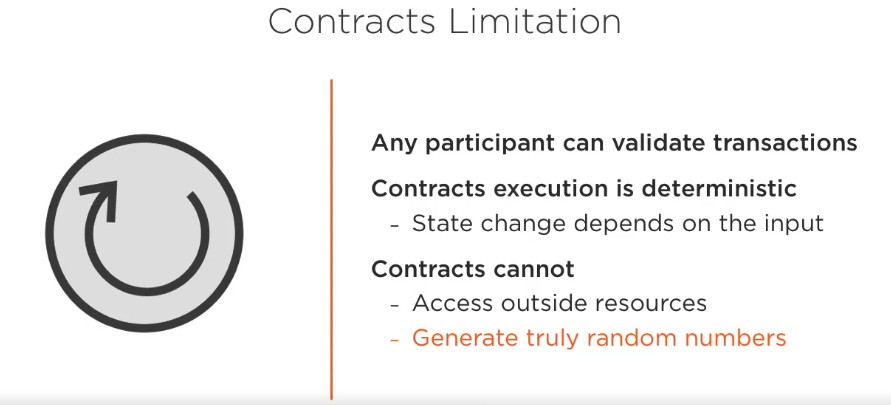 Contracts Limitation
Any participant can validate transactions
Contracts execution is deterministic
- State change depends on the input
Contracts cannot
- Access outside resources
- Generate truly random numbers